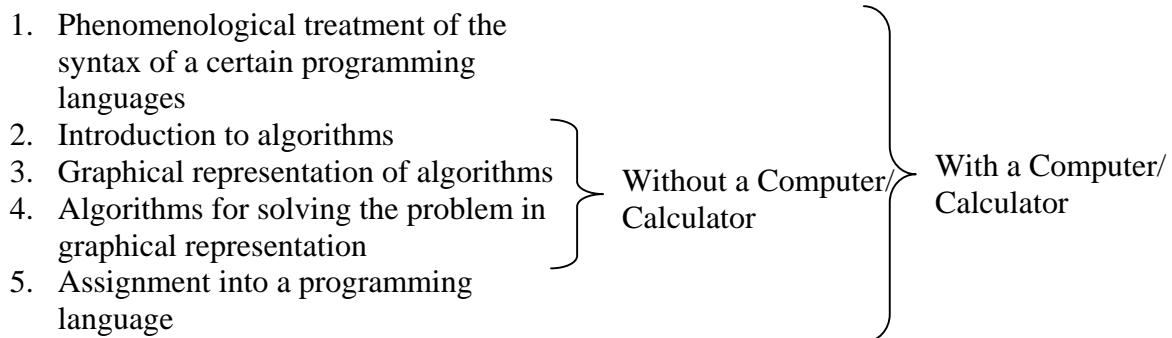 1. Phenomenological treatment of the
syntax of a certain programming
languages
2. Introduction to algorithms
3. Graphical representation of algorithms
4. Algorithms for solving the problem in
graphical representation
5. Assignment into a programming
language
Without a Computer/
Calculator
With a Computer/
Calculator